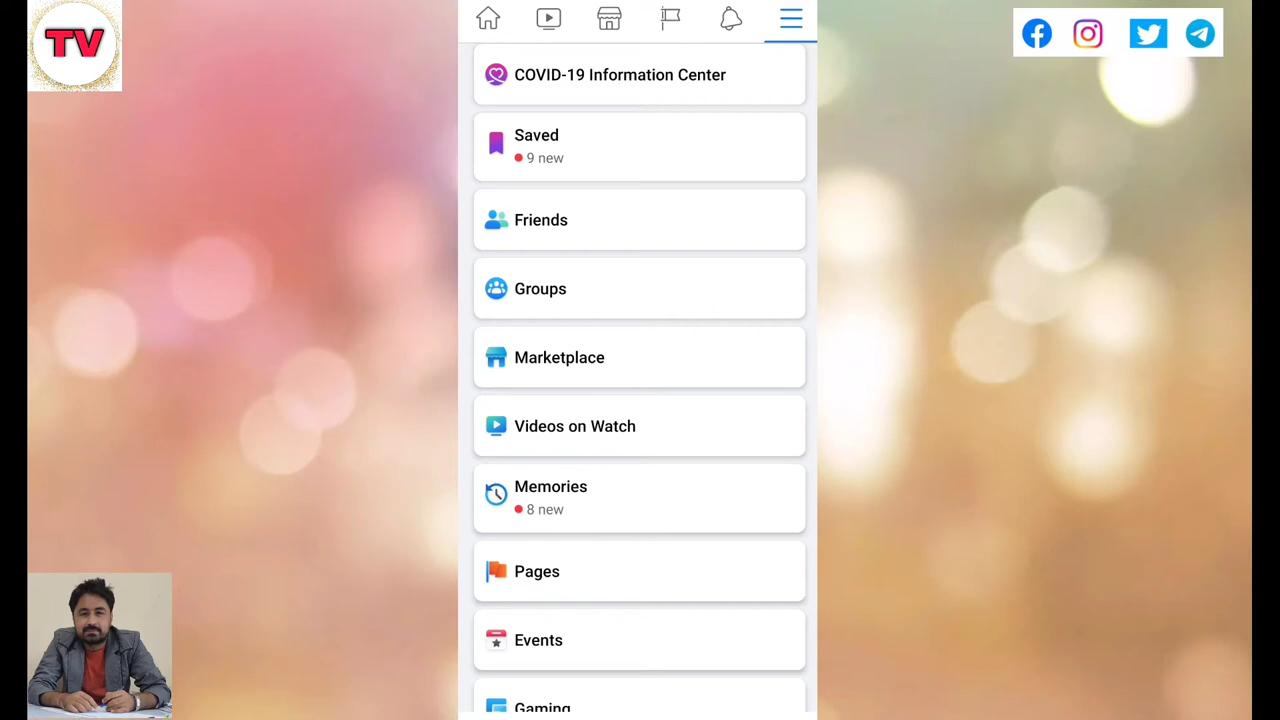 TV
COVID-19 Information Center
Saved
9 new
Friends
Groups
Marketplace
Videos on Watch
Memories
8 new
Pages
Events
Gaming